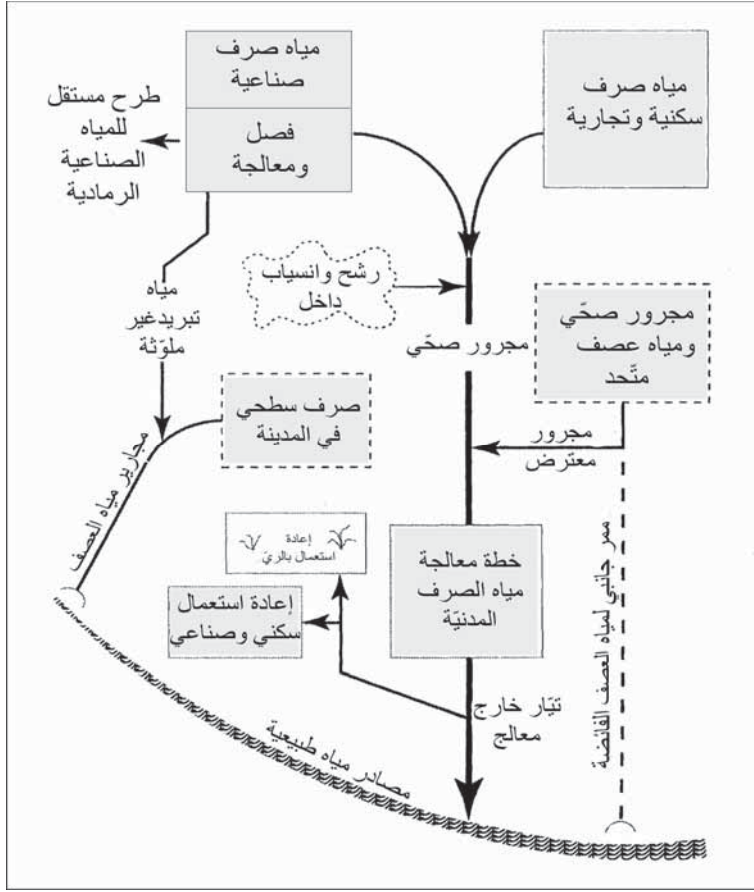 مياه صرف
صناعية
فصل
ومعالجة
طرح مستقل
للمياه
الصناعية
الرمادية
مياه صرف
سكنية وتجارية
رشح وانسياب
داخل
مياه
تبريدغير
ملوّثة
مجرور صحّي
مجرور صحّي
ومياه عصف
متّحد
صرف سطحي
في المدينة
مجرور
معترض
مجارير مياه العصف
إعادة
استعمال بالريّ
خطة معالجة
مياه الصرف
المدنيّة
إعادة استعمال
سكني وصناعي
ممر جانبي لمياه العصف الفائضة
تيّار خارج
معالج
مصادر مياه طبيعية